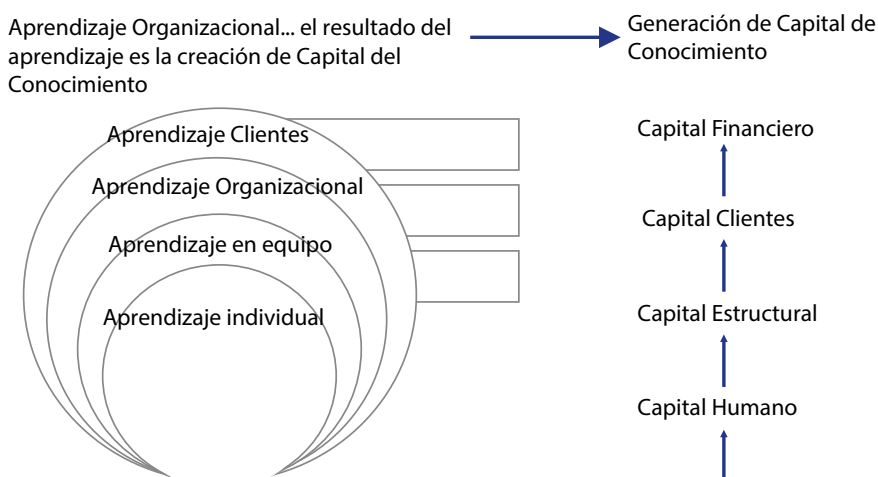 Aprendizaje Organizacional... el resultado del
aprendizaje es la creación de Capital del
Conocimiento
Generación de Capital de
Conocimiento
Aprendizaje Clientes
Aprendizaje Organizacional
Aprendizaje en equipo
Aprendizaje individual
Capital Financiero
Capital Clientes
Capital Estructural
Capital Humano